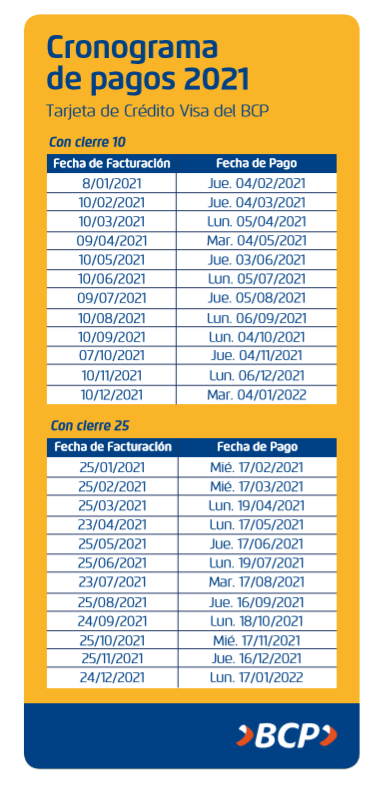 Cronograma
de pagos 2021
Tarjeta de Crédito Visa del BCP
Con cierre 10
Fecha de Facturación Fecha de Pago
8/01/2021 Jue. 04/02/2021
10/02/2021 Jue. 04/03/2021
10/03/2021 Lun. 05/04/2021
09/04/2021 Mar. 04/05/2021
10/05/2021 Jue. 03/06/2021
10/06/2021 Lun. 05/07/2021
09/07/2021 Jue. 05/08/2021
10/08/2021 Lun. 06/09/2021
10/09/2021 Lun. 04/10/2021
07/10/2021 Jue. 04/11/2021
10/11/2021 Lun. 06/12/2021
10/12/2021 Mar. 04/01/2022
Con cierre 25
Fecha de Facturación Fecha de Pago
25/01/2021 Mié. 17/02/2021
25/02/2021 Mié. 17/03/2021
25/03/2021 Lun. 19/04/2021
23/04/2021 Lun. 17/05/2021
25/05/2021 Jue. 17/06/2021
25/06/2021 Lun. 19/07/2021
23/07/2021 Mar. 17/08/2021
25/08/2021 Jue. 16/09/2021
24/09/2021 Lun. 18/10/2021
25/10/2021 Mié. 17/11/2021
25/11/2021 Jue. 16/12/2021
24/12/2021 Lun. 17/01/2022
BCP